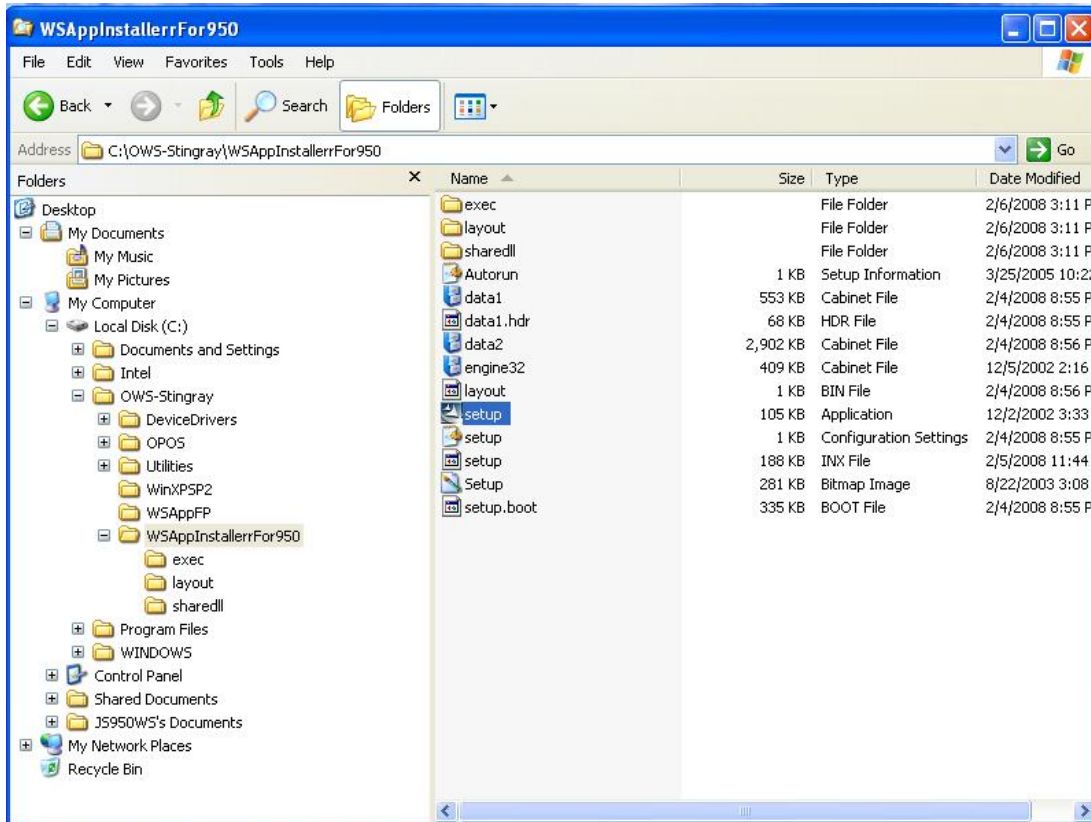 WSAppInstallerrFor950
File Edit View Favorites Tools Help
Back Search Folders
Address C:\OWS-Stingray\WSAppInstallerrFor950 Go
Folders x
Desktop
My Documents
My Music
My Pictures
My Computer
Local Disk (C:)
Documents and Settings
Intel
OWS-Stingray
DeviceDrivers
OPOS
Utilities
WinXPSP2
WSAppFP
WSAppInstallerrFor950
exec
layout
sharedll
Program Files
WINDOWS
Control Panel
Shared Documents
JS950WS's Documents
My Network Places
Recycle Bin
Name Size Type Date Modified
exec File Folder 2/6/2008 3:11 P
layout File Folder 2/6/2008 3:11 P
sharedll File Folder 2/6/2008 3:11 P
Autorun 1 KB Setup Information 3/25/2005 10:22
data1 553 KB Cabinet File 2/4/2008 8:55 P
data1.hdr 68 KB HDR File 2/4/2008 8:55 P
data2 2,902 KB Cabinet File 2/4/2008 8:56 P
engine32 409 KB Cabinet File 12/5/2002 2:16
layout 1 KB BIN File 2/4/2008 8:56 P
setup 105 KB Application 12/2/2002 3:33
setup 1 KB Configuration Settings 2/4/2008 8:55 P
setup 188 KB INX File 2/5/2008 11:44
Setup 281 KB Bitmap Image 8/22/2003 3:08
setup.boot 335 KB BOOT File 2/4/2008 8:55 P